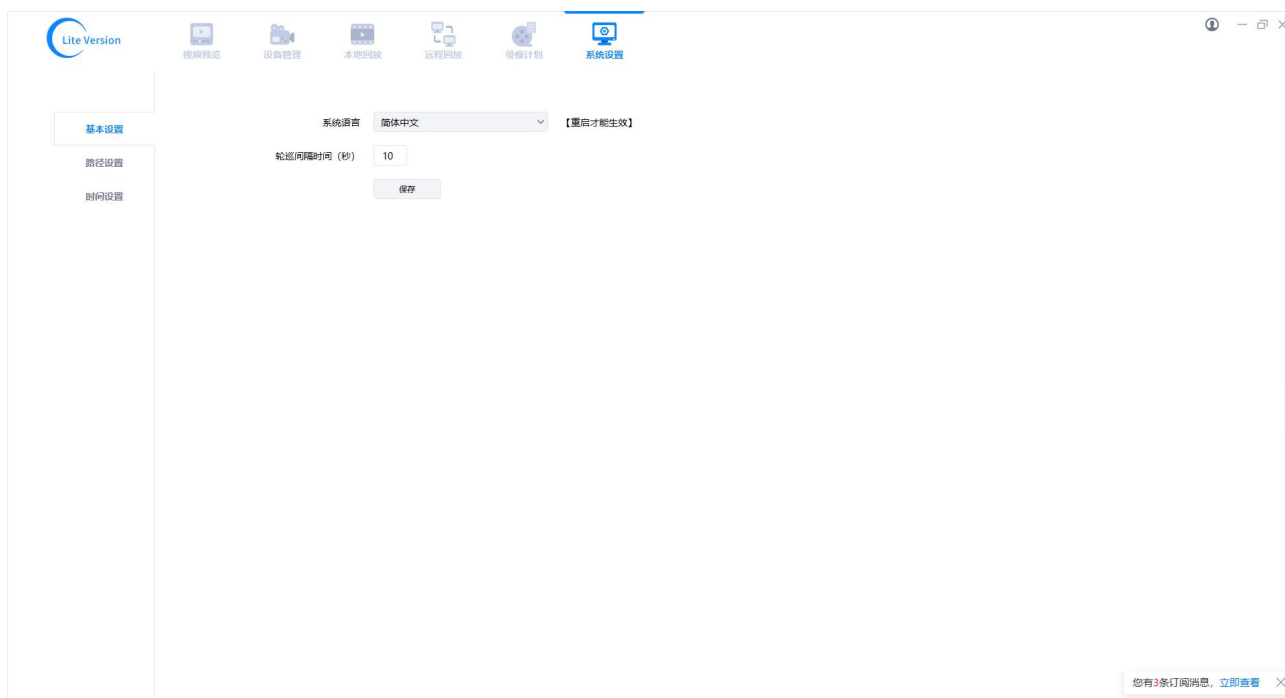 Lite Version
视频预览
设备管理
本地回放
远程回放
录像计划
系统设置
基本设置
路径设置
时间设置
系统语言 简体中文 【重启才能生效】
轮巡间隔时间（秒） 10
保存
您有3条订阅消息，立即查看